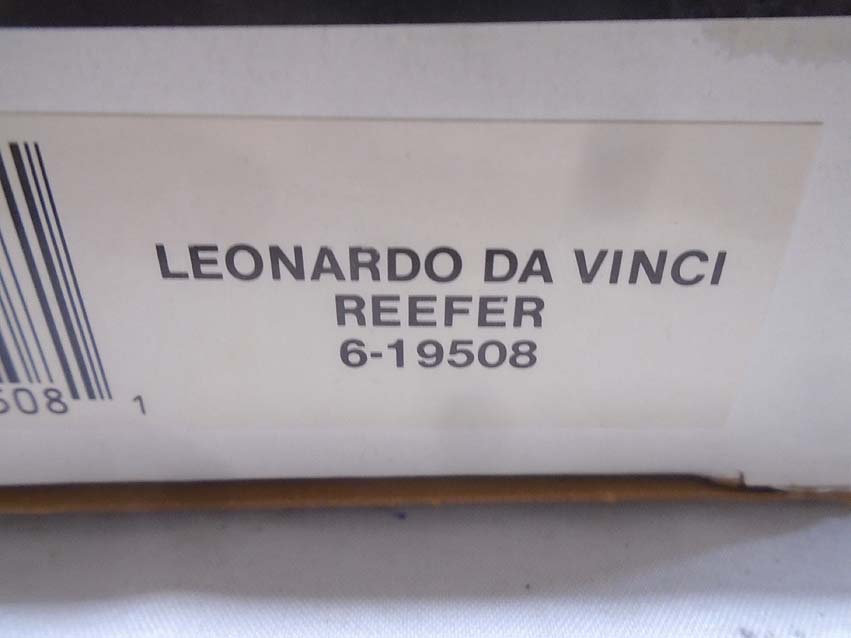 LEONARDO DA VINCI
REEFER
6-19508
508 1